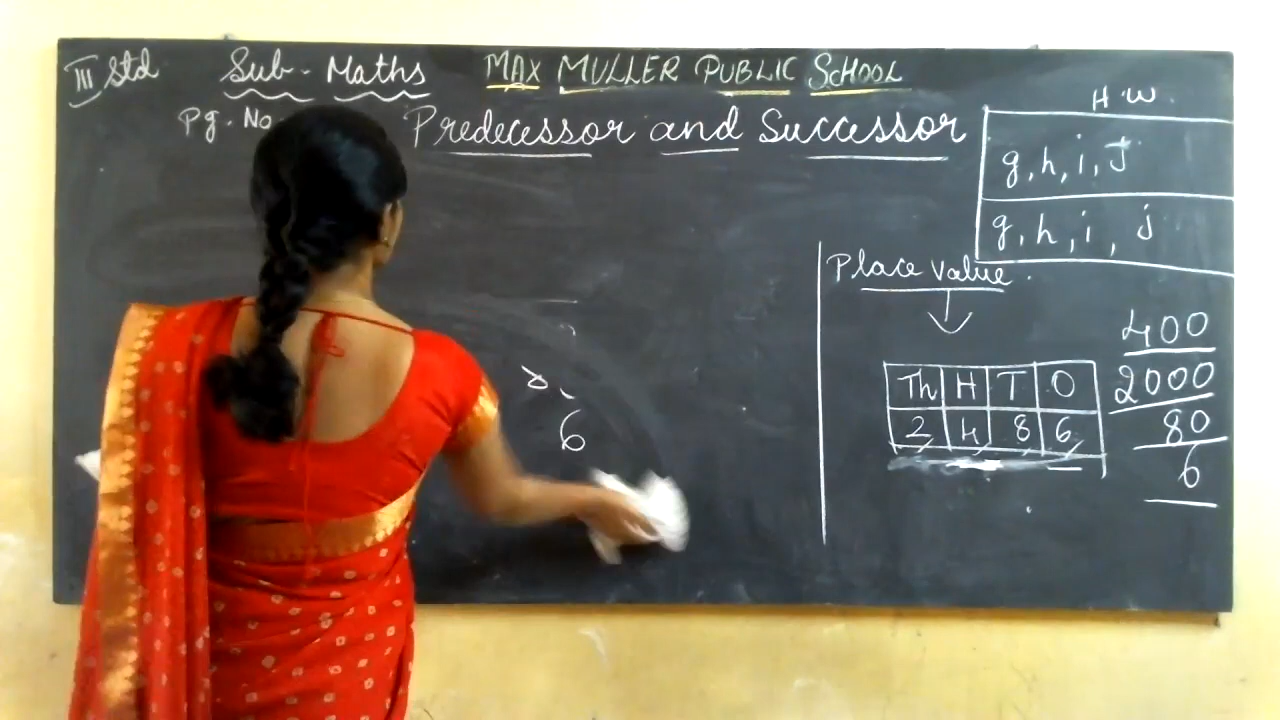 III Std Sub - Maths MAX MULLER PUBLIC SCHOOL
Pg. No.
Predecessor and Successor
H.W.
g, h, i, j
g, h, i, j
Place value.
400
2000
80
6
Th H T O
2 4 8 6
6